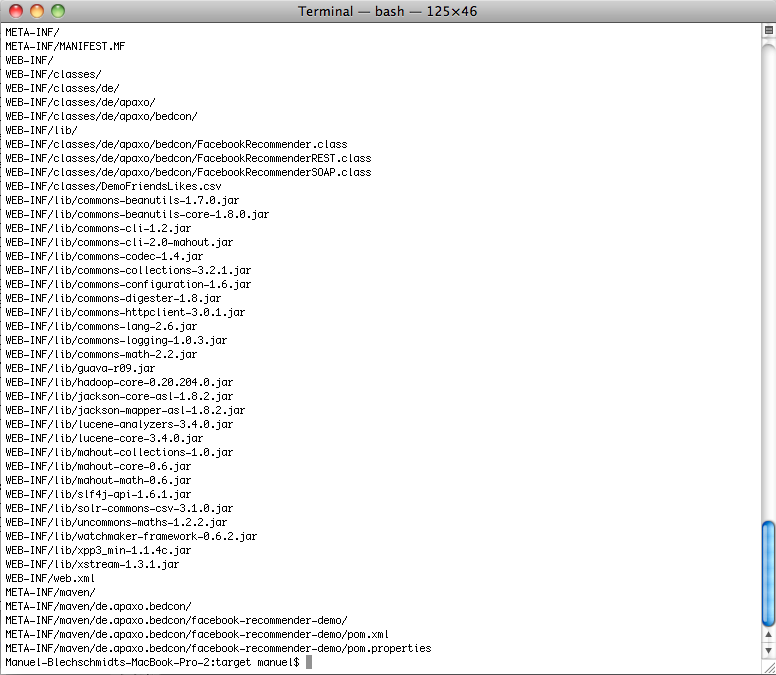 Terminal — bash — 125×46
META-INF/
META-INF/MANIFEST.MF
WEB-INF/
WEB-INF/classes/
WEB-INF/classes/de/
WEB-INF/classes/de/apaxo/
WEB-INF/classes/de/apaxo/bedcon/
WEB-INF/lib/
WEB-INF/classes/de/apaxo/bedcon/FacebookRecommender.class
WEB-INF/classes/de/apaxo/bedcon/FacebookRecommenderREST.class
WEB-INF/classes/de/apaxo/bedcon/FacebookRecommenderSOAP.class
WEB-INF/classes/DemoFriendsLikes.csv
WEB-INF/lib/commons-beanutils-1.7.0.jar
WEB-INF/lib/commons-beanutils-core-1.8.0.jar
WEB-INF/lib/commons-cli-1.2.jar
WEB-INF/lib/commons-cli-2.0-mahout.jar
WEB-INF/lib/commons-codec-1.4.jar
WEB-INF/lib/commons-collections-3.2.1.jar
WEB-INF/lib/commons-configuration-1.6.jar
WEB-INF/lib/commons-digester-1.8.jar
WEB-INF/lib/commons-httpclient-3.0.1.jar
WEB-INF/lib/commons-lang-2.6.jar
WEB-INF/lib/commons-logging-1.0.3.jar
WEB-INF/lib/commons-math-2.2.jar
WEB-INF/lib/guava-r09.jar
WEB-INF/lib/hadoop-core-0.20.204.0.jar
WEB-INF/lib/jackson-core-asl-1.8.2.jar
WEB-INF/lib/jackson-mapper-asl-1.8.2.jar
WEB-INF/lib/lucene-analyzers-3.4.0.jar
WEB-INF/lib/lucene-core-3.4.0.jar
WEB-INF/lib/mahout-collections-1.0.jar
WEB-INF/lib/mahout-core-0.6.jar
WEB-INF/lib/mahout-math-0.6.jar
WEB-INF/lib/slf4j-api-1.6.1.jar
WEB-INF/lib/solr-commons-csv-3.1.0.jar
WEB-INF/lib/uncommons-maths-1.2.2.jar
WEB-INF/lib/watchmaker-framework-0.6.2.jar
WEB-INF/lib/xpp3_min-1.1.4c.jar
WEB-INF/lib/xstream-1.3.1.jar
WEB-INF/web.xml
META-INF/maven/
META-INF/maven/de.apaxo.bedcon/
META-INF/maven/de.apaxo.bedcon/facebook-recommender-demo/
META-INF/maven/de.apaxo.bedcon/facebook-recommender-demo/pom.xml
META-INF/maven/de.apaxo.bedcon/facebook-recommender-demo/pom.properties
Manuel-Blechschmidts-MacBook-Pro-2:target manuel$